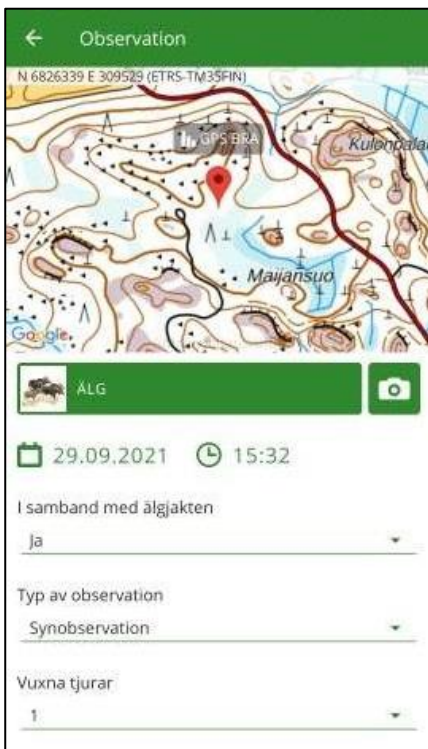 Observation
N 6826339 E 309529 (ETRS-TM35FIN)
GPS BRA
Kulonpala
Maijansuo
Google
ÄLG
29.09.2021 15:32
I samband med älgjakten
Ja
Typ av observation
Synobservation
Vuxna tjurar
1